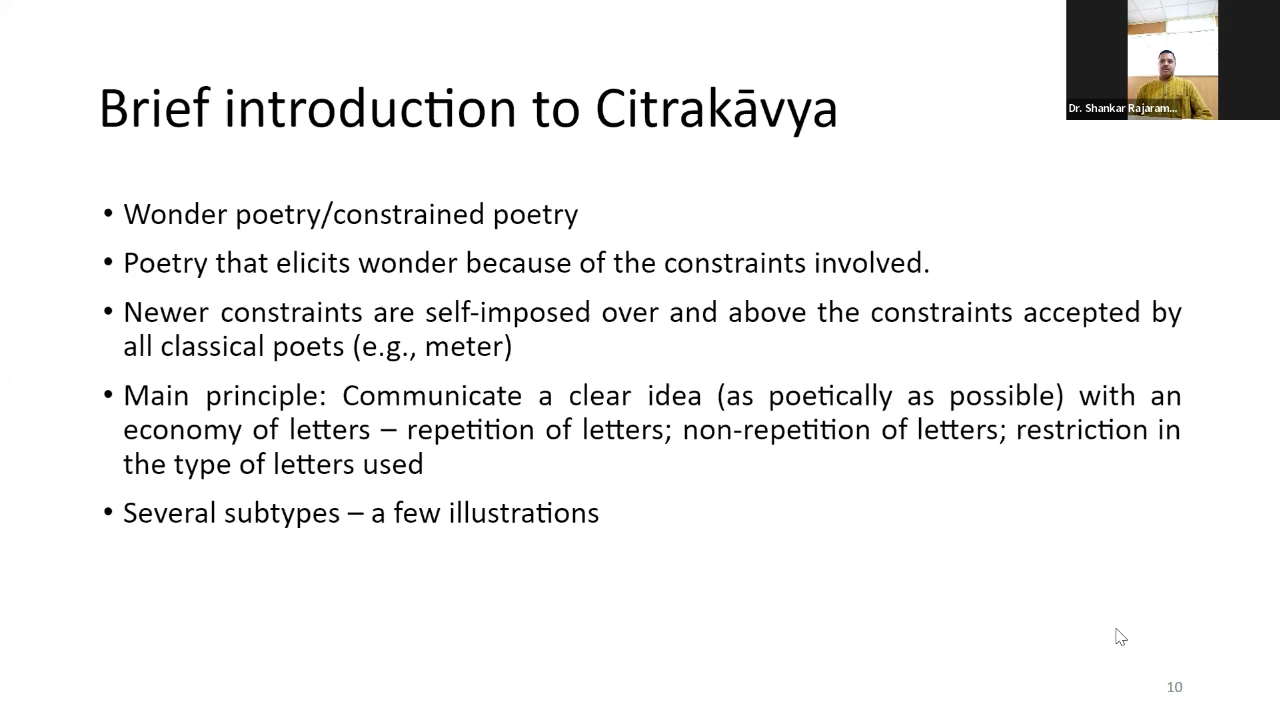 Brief introduction to Citrakāvya
Dr. Shankar Rajaram...
• Wonder poetry/constrained poetry
• Poetry that elicits wonder because of the constraints involved.
• Newer constraints are self-imposed over and above the constraints accepted by
all classical poets (e.g., meter)
• Main principle: Communicate a clear idea (as poetically as possible) with an
economy of letters – repetition of letters; non-repetition of letters; restriction in
the type of letters used
• Several subtypes – a few illustrations
10